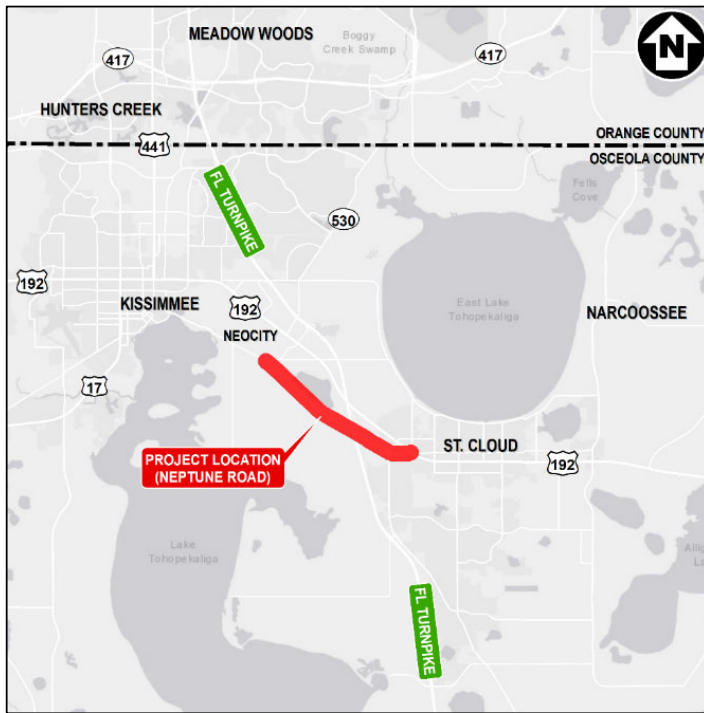 MEADOW WOODS
Boggy
Creek Swamp
417
417
N
HUNTERS CREEK
441
ORANGE COUNTY
OSCEOLA COUNTY
FL TURNPIKE
Fells
Cove
530
192
KISSIMMEE
192
East Lake
Tohopekaliga
NARCOOSSEE
NEOCITY
17
PROJECT LOCATION
(NEPTUNE ROAD)
ST. CLOUD
192
Lake
Tohopekaliga
Alli
La
FL TURNPIKE